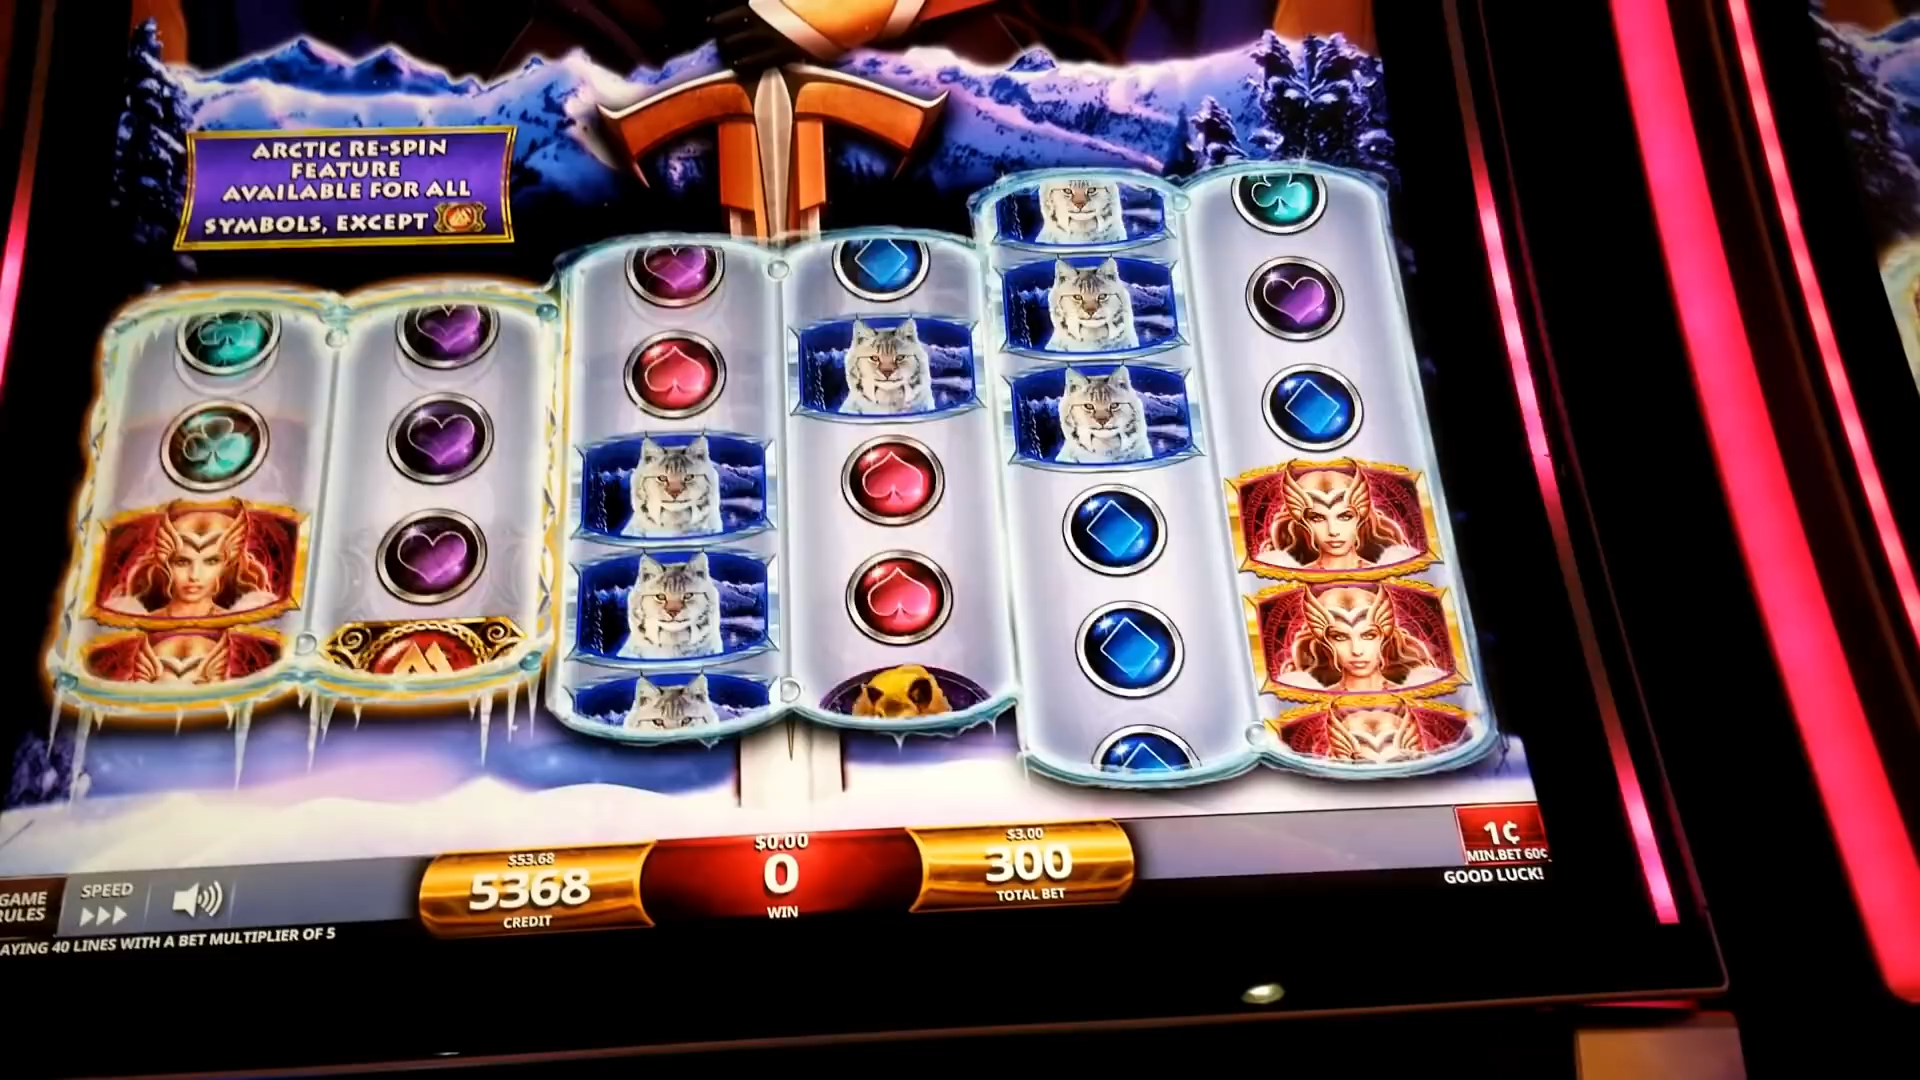 ARCTIC RE-SPIN
FEATURE
AVAILABLE FOR ALL
SYMBOLS, EXCEPT
$53.68
5368
CREDIT
$0.00
0
WIN
$3.00
300
TOTAL BET
1¢
MIN.BET 60¢
GOOD LUCK!
GAME
RULES
SPEED
AYING 40 LINES WITH A BET MULTIPLIER OF 5